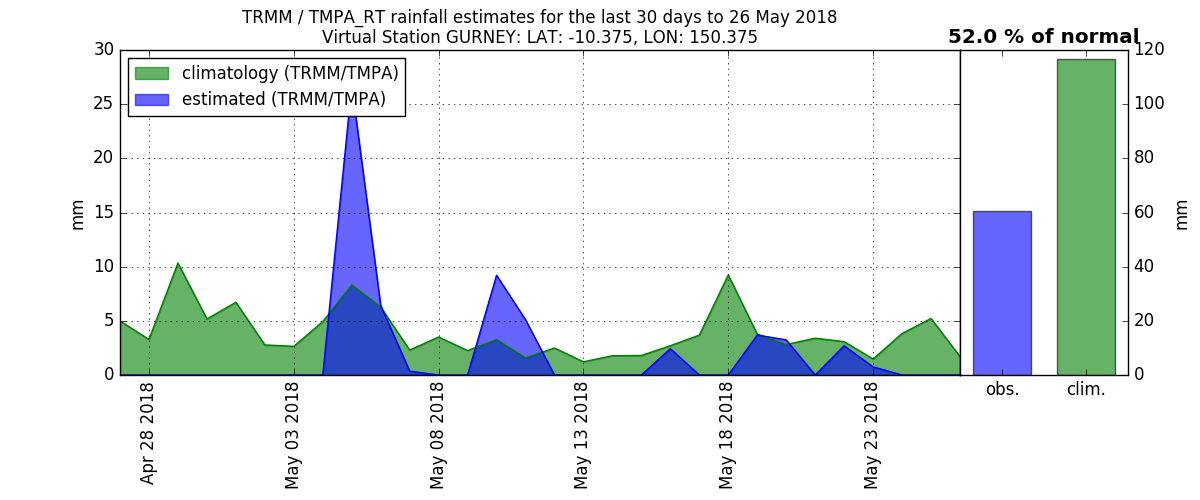 TRMM / TMPA_RT rainfall estimates for the last 30 days to 26 May 2018
Virtual Station GURNEY: LAT: -10.375, LON: 150.375
52.0 % of normal
climatology (TRMM/TMPA)
estimated (TRMM/TMPA)
mm
30
25
20
15
10
5
0
Apr 28 2018
May 03 2018
May 08 2018
May 13 2018
May 18 2018
May 23 2018
120
100
80
60
40
20
0
mm
obs.
clim.